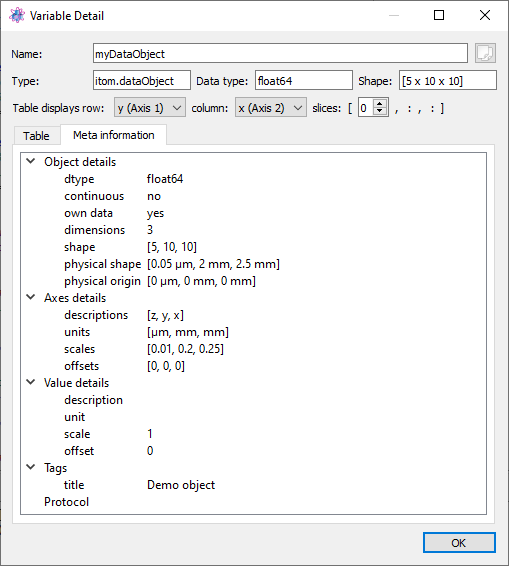 Variable Detail
Name: myDataObject
Type: itom.dataObject Data type: float64 Shape: [5 x 10 x 10]
Table displays row: y (Axis 1) column: x (Axis 2) slices: [ 0 , : , : ]
Table Meta information
Object details
dtype float64
continuous no
own data yes
dimensions 3
shape [5, 10, 10]
physical shape [0.05 µm, 2 mm, 2.5 mm]
physical origin [0 µm, 0 mm, 0 mm]
Axes details
descriptions [z, y, x]
units [µm, mm, mm]
scales [0.01, 0.2, 0.25]
offsets [0, 0, 0]
Value details
description
unit
scale 1
offset 0
Tags
title Demo object
Protocol
OK